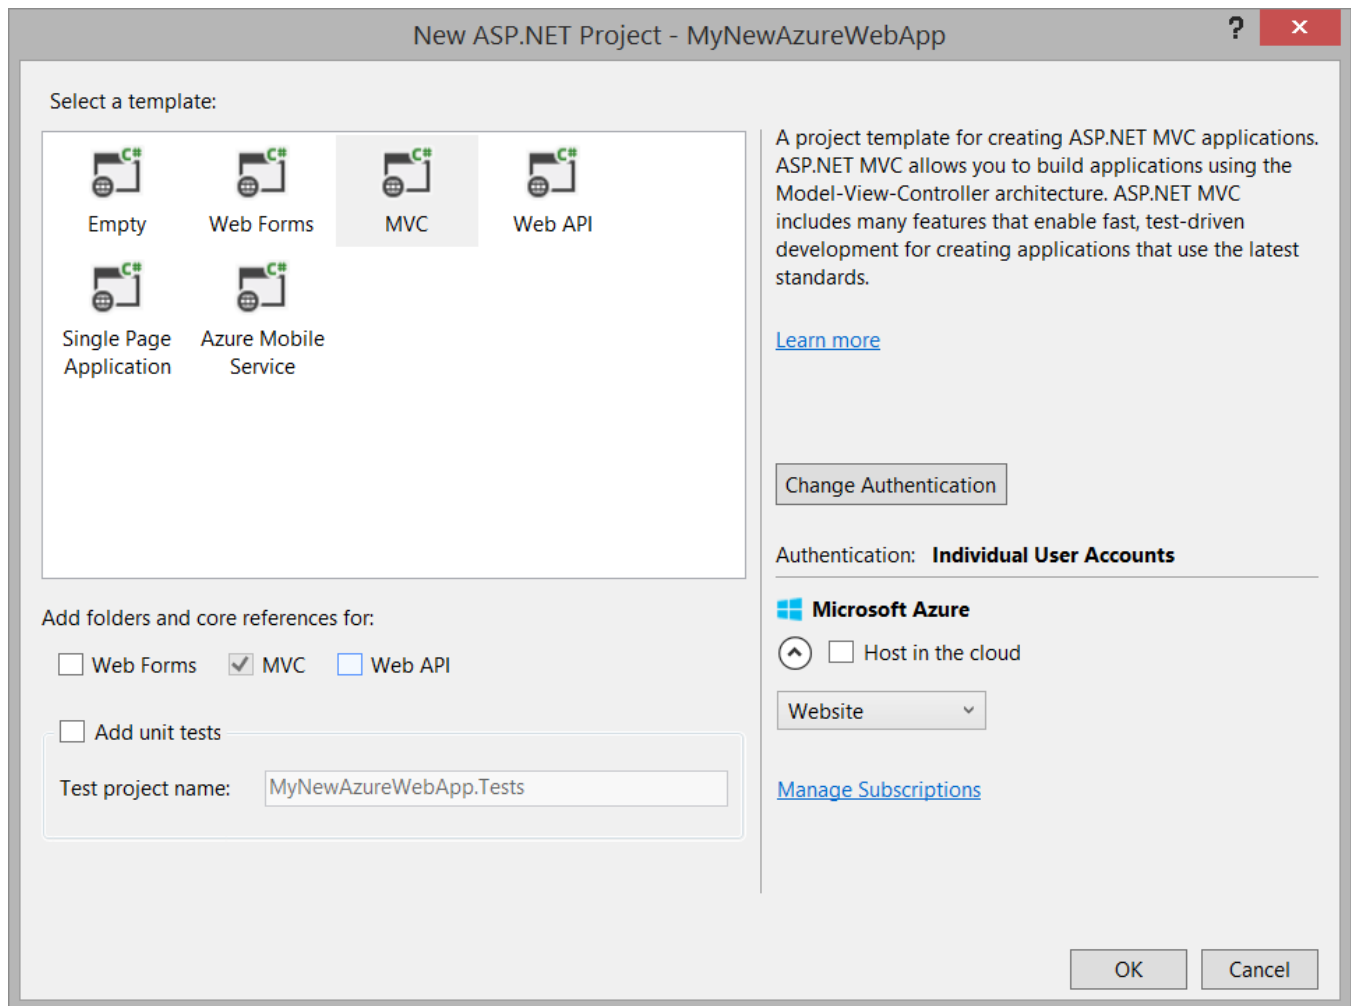 New ASP.NET Project - MyNewAzureWebApp
?
Select a template:
C# C# C# C#
Empty Web Forms MVC Web API
C# C#
Single Page Azure Mobile
Application Service
A project template for creating ASP.NET MVC applications.
ASP.NET MVC allows you to build applications using the
Model-View-Controller architecture. ASP.NET MVC
includes many features that enable fast, test-driven
development for creating applications that use the latest
standards.
Learn more
Change Authentication
Authentication: Individual User Accounts
Add folders and core references for:
Web Forms MVC Web API
Add unit tests
Test project name: MyNewAzureWebApp.Tests
Microsoft Azure
Host in the cloud
Website
Manage Subscriptions
OK Cancel